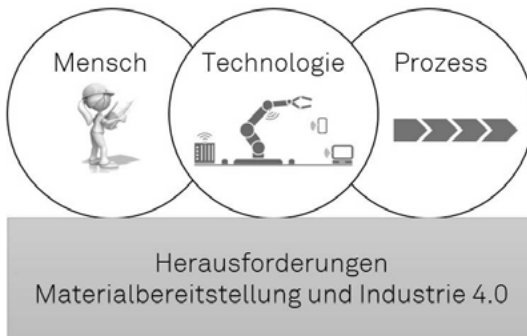 Mensch
Technologie
Prozess
Herausforderungen
Materialbereitstellung und Industrie 4.0